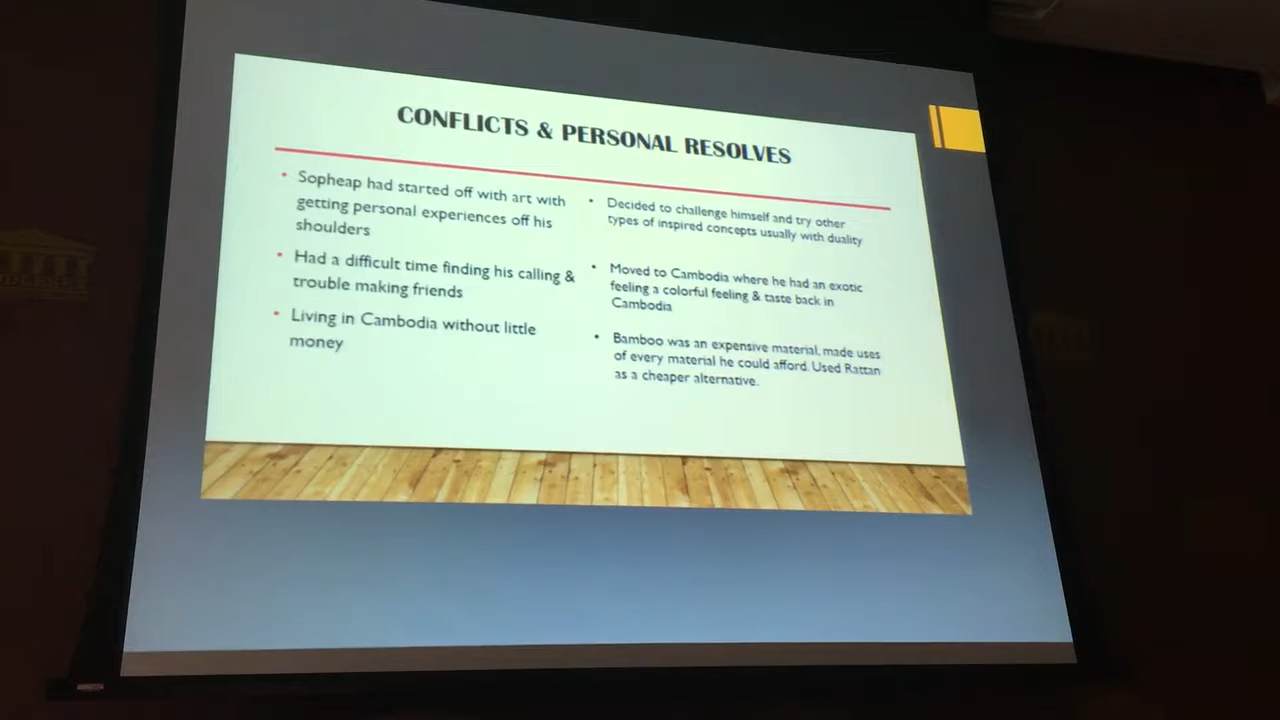 CONFLICTS & PERSONAL RESOLVES
• Sopheap had started off with art with
getting personal experiences off his
shoulders
• Had a difficult time finding his calling &
trouble making friends
• Living in Cambodia without little
money
• Decided to challenge himself and try other
types of inspired concepts usually with duality
• Moved to Cambodia where he had an exotic
feeling a colorful feeling & taste back in
Cambodia
• Bamboo was an expensive material, made uses
of every material he could afford. Used Rattan
as a cheaper alternative.